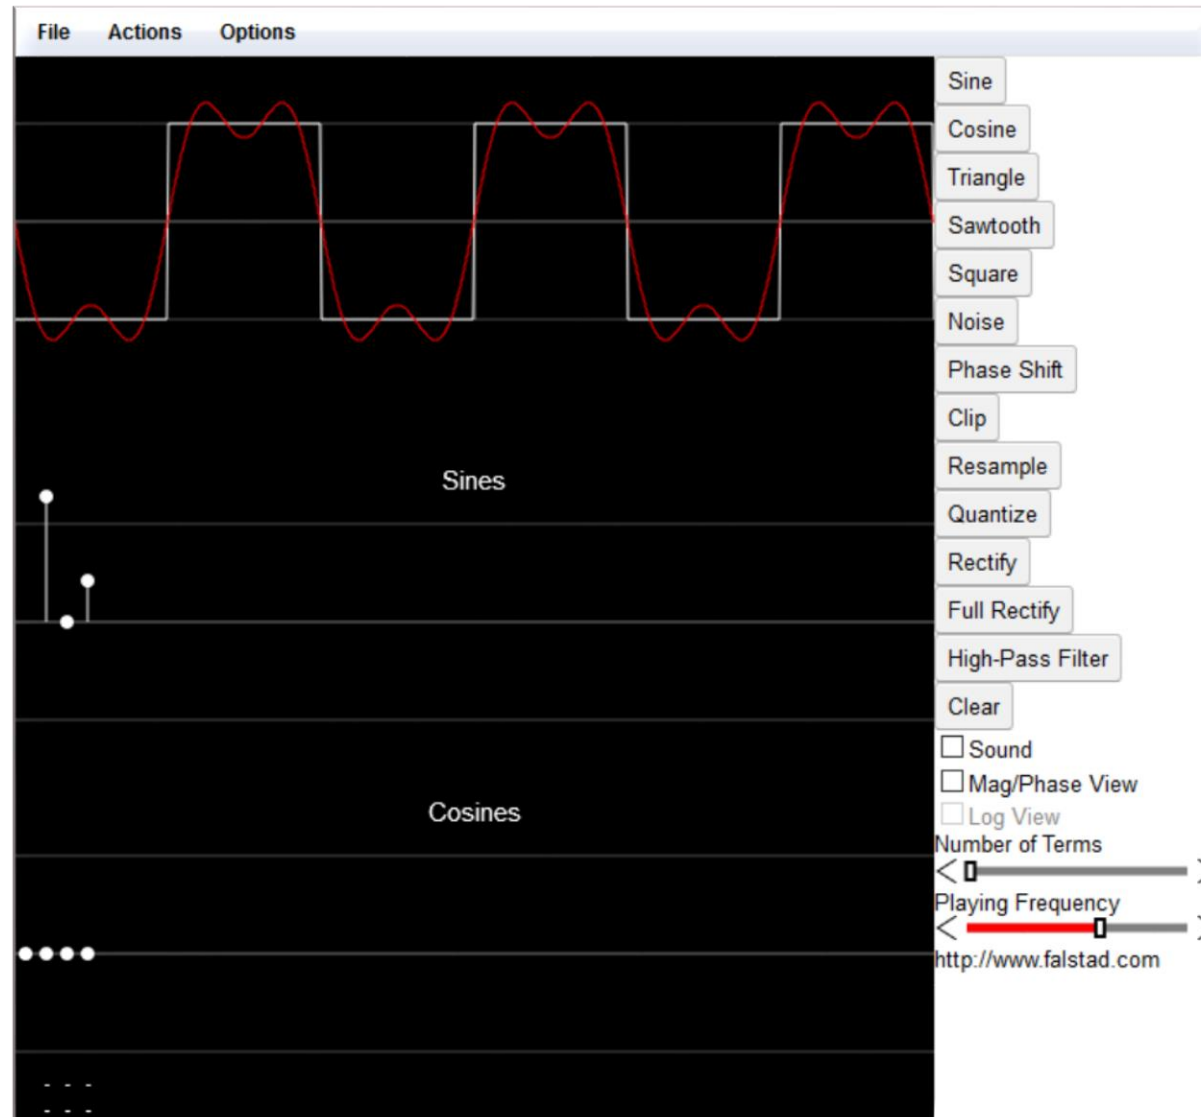 File Actions Options
Sine
Cosine
Triangle
Sawtooth
Square
Noise
Phase Shift
Clip
Resample
Quantize
Rectify
Full Rectify
High-Pass Filter
Clear
Sound
Mag/Phase View
Log View
Number of Terms
Playing Frequency
http://www.falstad.com
Sines
Cosines
- - -
- - -